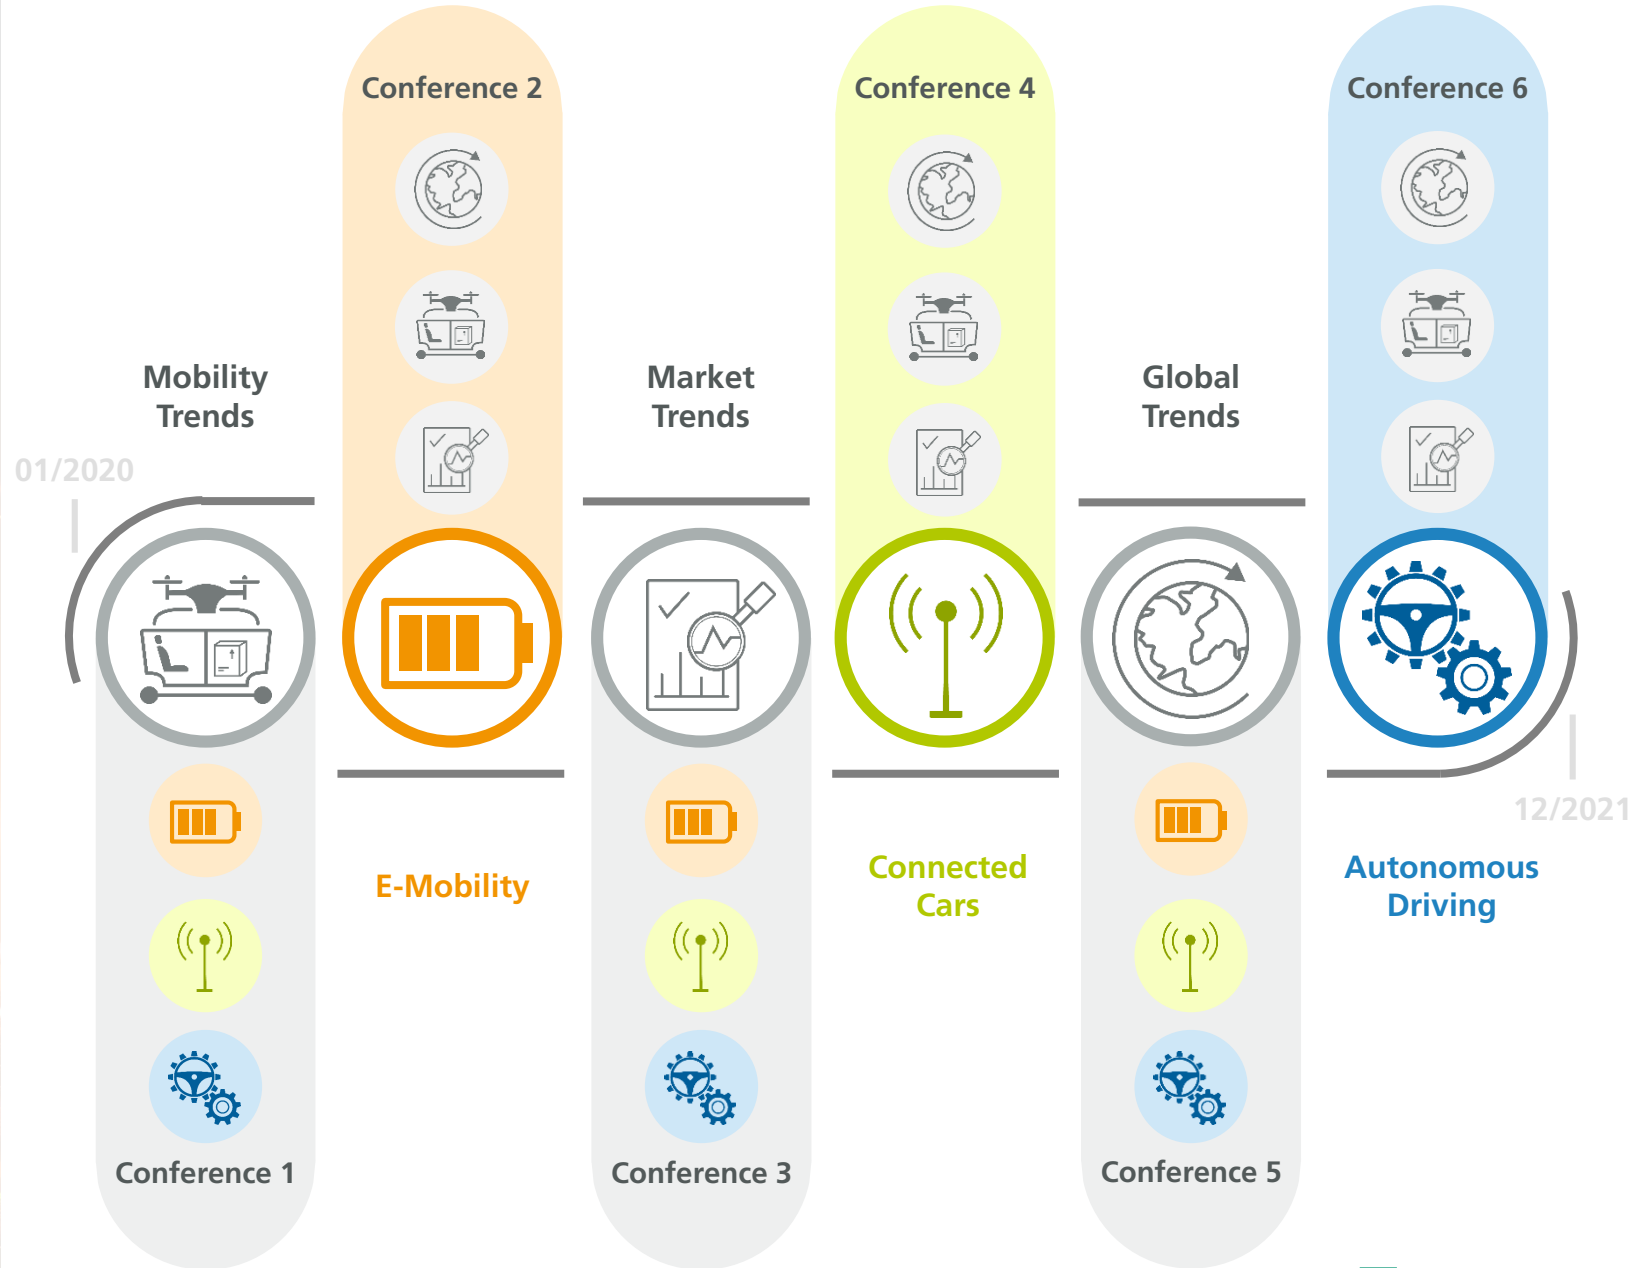 Conference 2
Conference 4
Conference 6
Mobility
Trends
Market
Trends
Global
Trends
01/2020
12/2021
E-Mobility
Connected
Cars
Autonomous
Driving
Conference 1
Conference 3
Conference 5